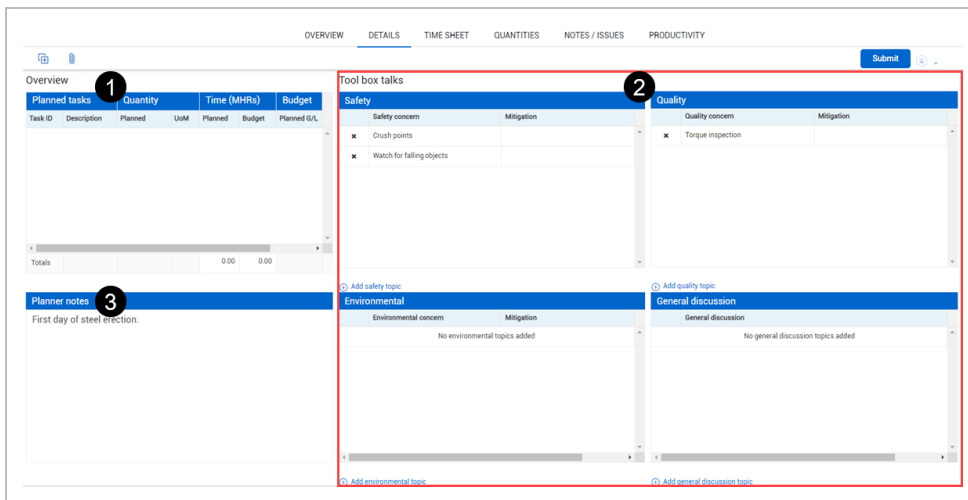 OVERVIEW DETAILS TIME SHEET QUANTITIES NOTES / ISSUES PRODUCTIVITY
Submit
Overview
1
Planned tasks Quantity Time (MHRs) Budget
Task ID Description Planned UoM Planned Budget Planned G/L
Totals 0.00 0.00
Tool box talks
2
Safety
Safety concern Mitigation
Crush points
Watch for falling objects
Add safety topic
Quality
Quality concern Mitigation
Torque inspection
Add quality topic
Planner notes
3
First day of steel erection.
Environmental
Environmental concern Mitigation
No environmental topics added
Add environmental topic
General discussion
General discussion
No general discussion topics added
Add general discussion topic